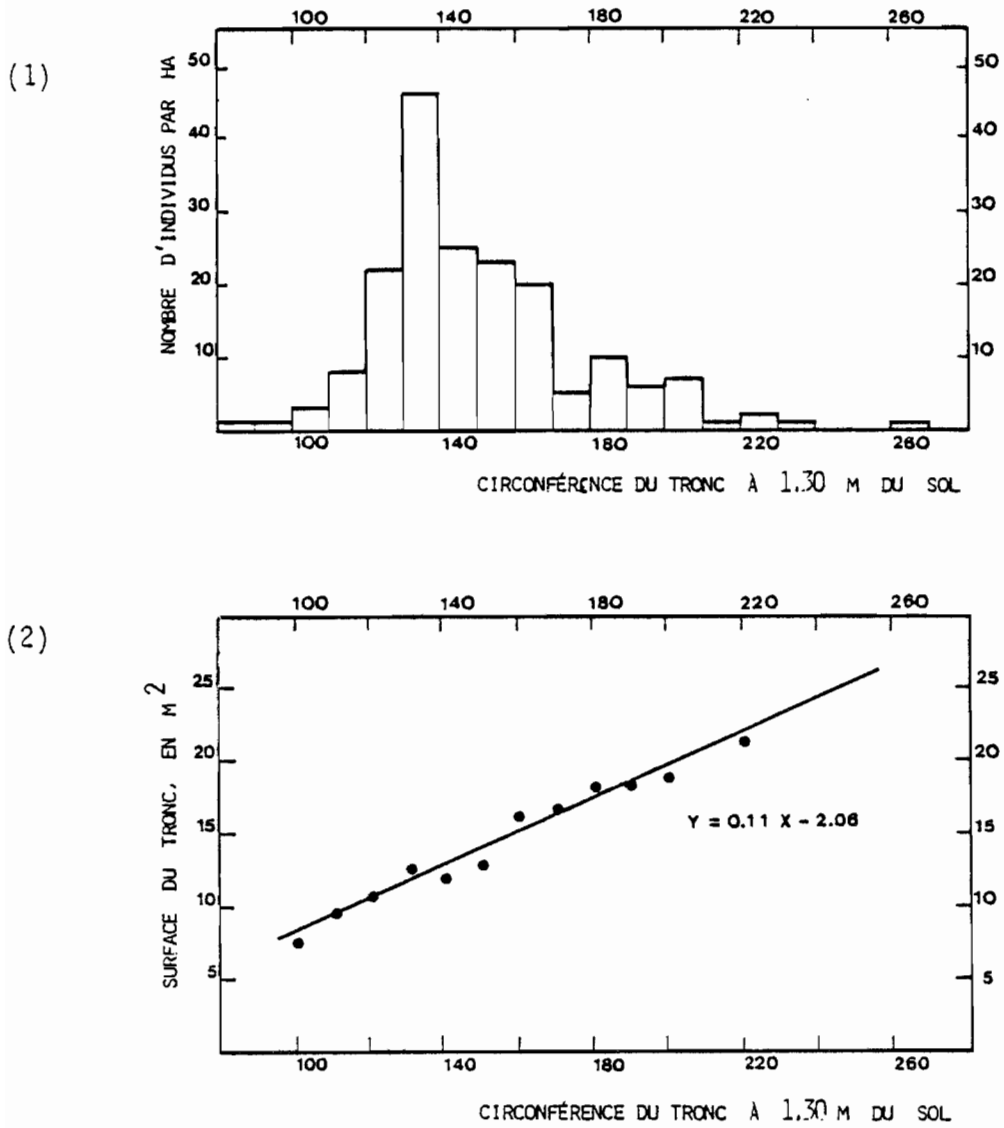 100 140 180 220 260
(1)
NOMBRE D'INDIVIDUS PAR HA
50 50
40 40
30 30
20 20
10 10
100 140 180 220 260
CIRCONFÉRENCE DU TRONC À 1.30 M DU SOL
100 140 180 220 260
(2)
SURFACE DU TRONC, EN M 2
25 25
20 20
15 15
Y = 0.11 X - 2.06
10 10
5 5
100 140 180 220 260
CIRCONFÉRENCE DU TRONC À 1.30 M DU SOL